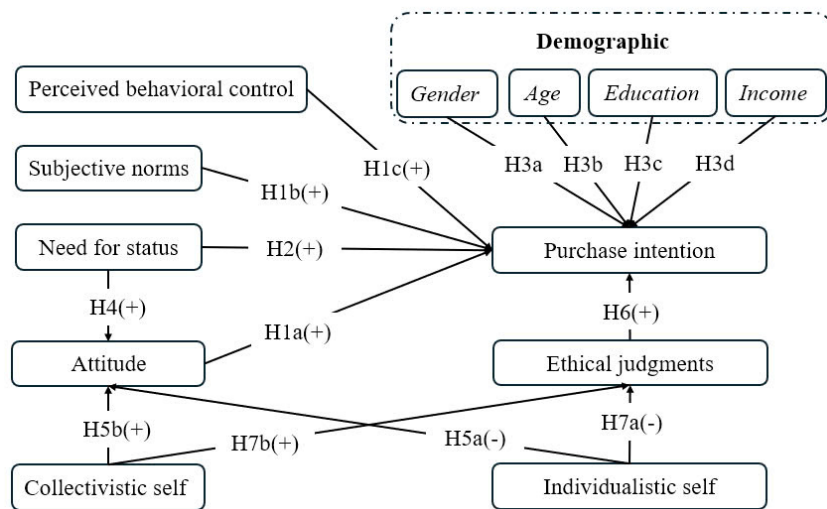 Demographic
Perceived behavioral control
Gender
Age
Education
Income
H1c(+)
H3a
H3b
H3c
H3d
Subjective norms
H1b(+)
Need for status
H2(+)
Purchase intention
H4(+)
H1a(+)
H6(+)
Attitude
Ethical judgments
H5b(+)
H7b(+)
H5a(-)
H7a(-)
Collectivistic self
Individualistic self